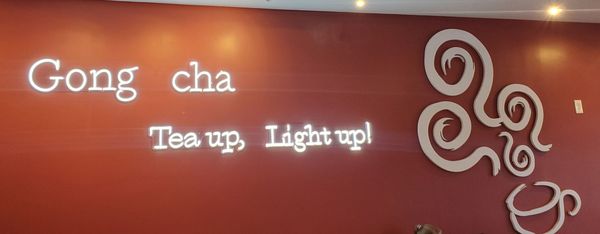 Gong cha
Tea up, Light up!